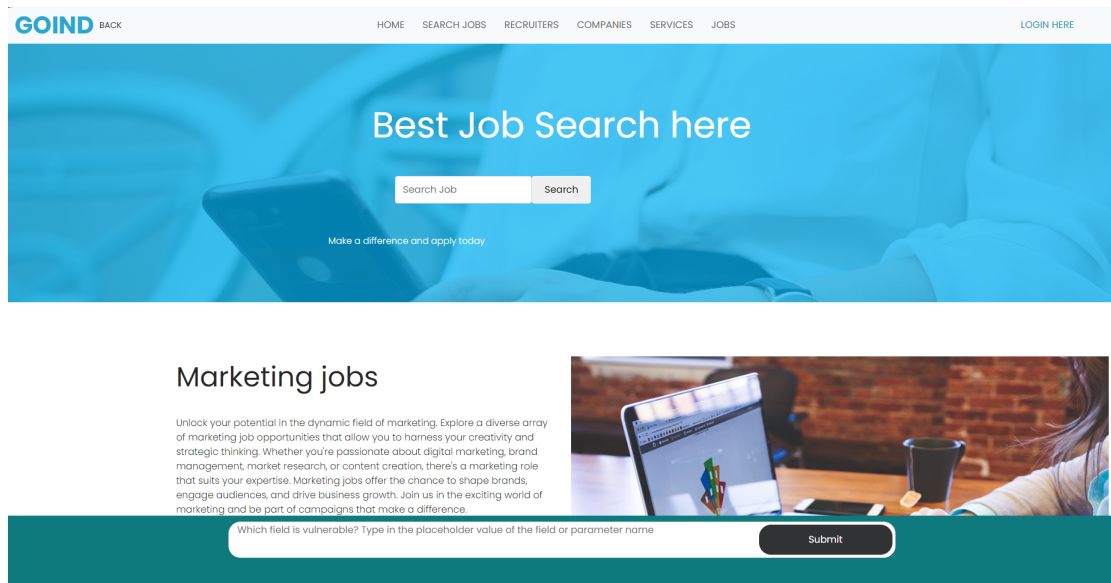 GOIND BACK HOME SEARCH JOBS RECRUITERS COMPANIES SERVICES JOBS LOGIN HERE
Best Job Search here
Search Job Search
Make a difference and apply today
Marketing jobs
Unlock your potential in the dynamic field of marketing. Explore a diverse array
of marketing job opportunities that allow you to harness your creativity and
strategic thinking. Whether you're passionate about digital marketing, brand
management, market research, or content creation, there's a marketing role
that suits your expertise. Marketing jobs offer the chance to shape brands,
engage audiences, and drive business growth. Join us in the exciting world of
marketing and be part of campaigns that make a difference.
Which field is vulnerable? Type in the placeholder value of the field or parameter name
Submit